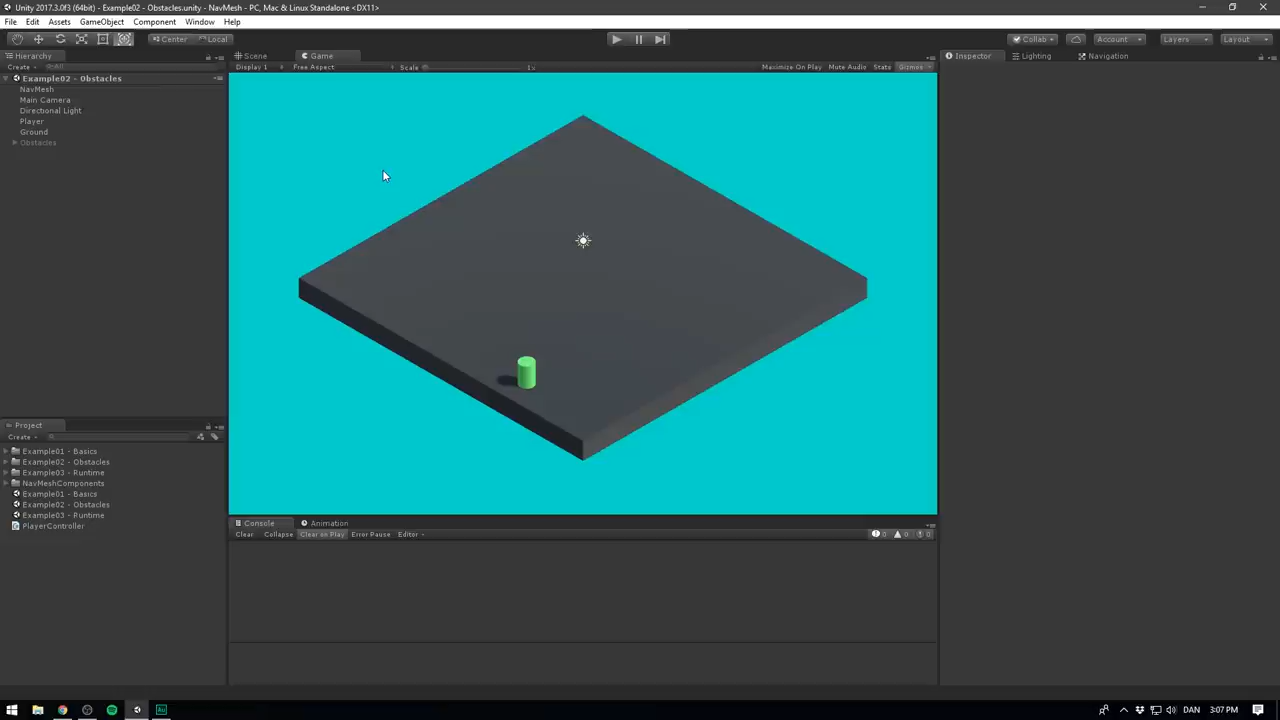 Unity 2017.3.0f3 (64bit) - Example02 - Obstacles.unity - NavMesh - PC, Mac & Linux Standalone <DX11>
File Edit Assets GameObject Component Window Help
Center Local Collab Account Layers Layout
Hierarchy Scene Game Inspector Lighting Navigation
Create All Display 1 Free Aspect Scale 1x Maximize On Play Mute Audio Stats Gizmos
Example02 - Obstacles
NavMesh
Main Camera
Directional Light
Player
Ground
Obstacles
Project
Create
Example01 - Basics
Example02 - Obstacles
Example03 - Runtime
NavMeshComponents
Example01 - Basics
Example02 - Obstacles
Example03 - Runtime
PlayerController
Console Animation
Clear Collapse Clear on Play Error Pause Editor 0 0 0
Au DAN 3:07 PM